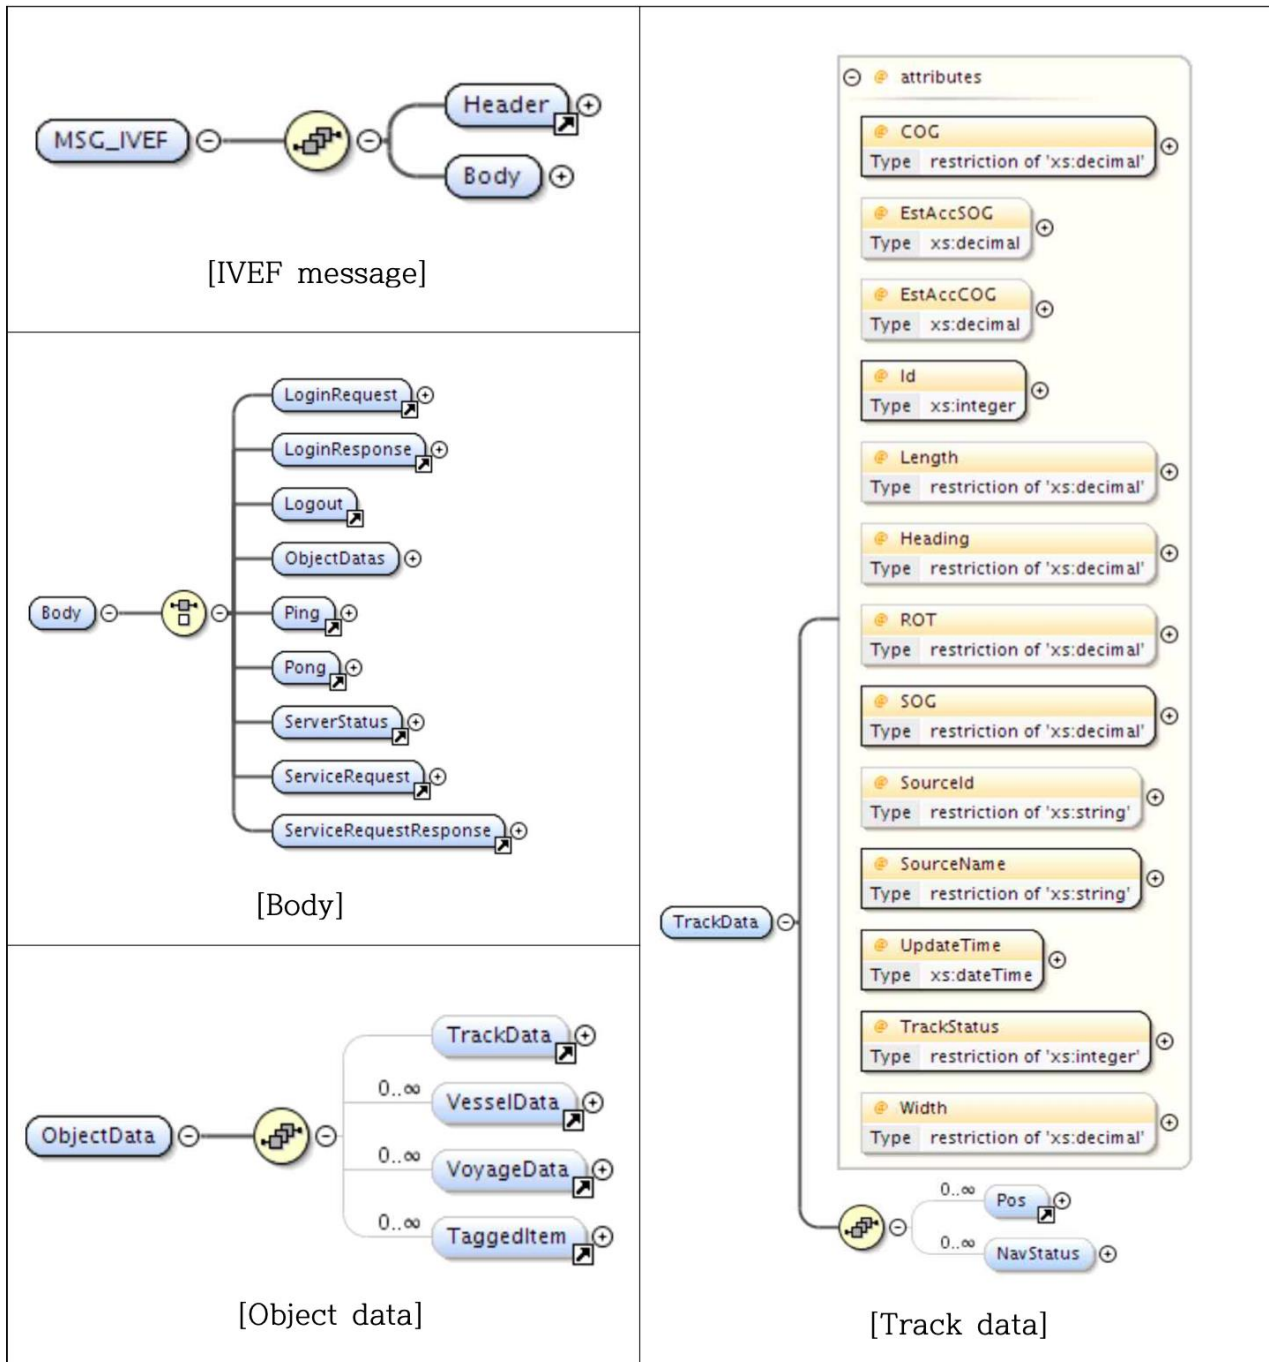 MSG_IVEF
Header
Body
[IVEF message]
Body
LoginRequest
LoginResponse
Logout
ObjectDatas
Ping
Pong
ServerStatus
ServiceRequest
ServiceRequestResponse
[Body]
ObjectData
TrackData
0..∞
VesselData
0..∞
VoyageData
0..∞
TaggedItem
[Object data]
TrackData
@ attributes
@ COG
Type restriction of 'xs:decimal'
@ EstAccSOG
Type xs:decimal
@ EstAccCOG
Type xs:decimal
@ Id
Type xs:integer
@ Length
Type restriction of 'xs:decimal'
@ Heading
Type restriction of 'xs:decimal'
@ ROT
Type restriction of 'xs:decimal'
@ SOG
Type restriction of 'xs:decimal'
@ SourceId
Type restriction of 'xs:string'
@ SourceName
Type restriction of 'xs:string'
@ UpdateTime
Type xs:dateTime
@ TrackStatus
Type restriction of 'xs:integer'
@ Width
Type restriction of 'xs:decimal'
0..∞
Pos
0..∞
NavStatus
[Track data]